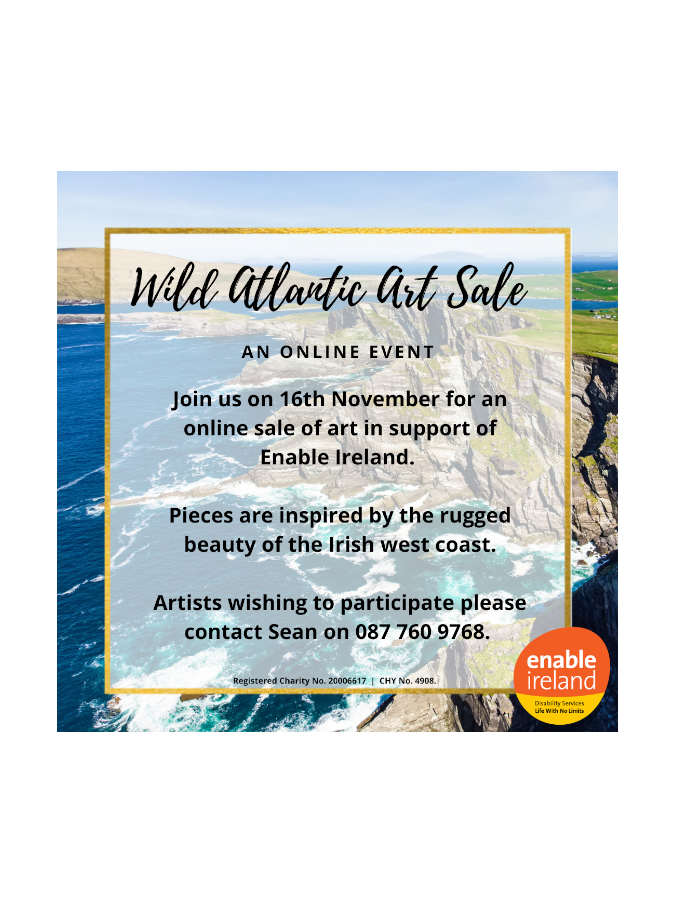 Wild Atlantic Art Sale
AN ONLINE EVENT
Join us on 16th November for an
online sale of art in support of
Enable Ireland.
Pieces are inspired by the rugged
beauty of the Irish west coast.
Artists wishing to participate please
contact Sean on 087 760 9768.
Registered Charity No. 20006617 | CHY No. 4908.
enable
ireland
Disability Services
Life With No Limits